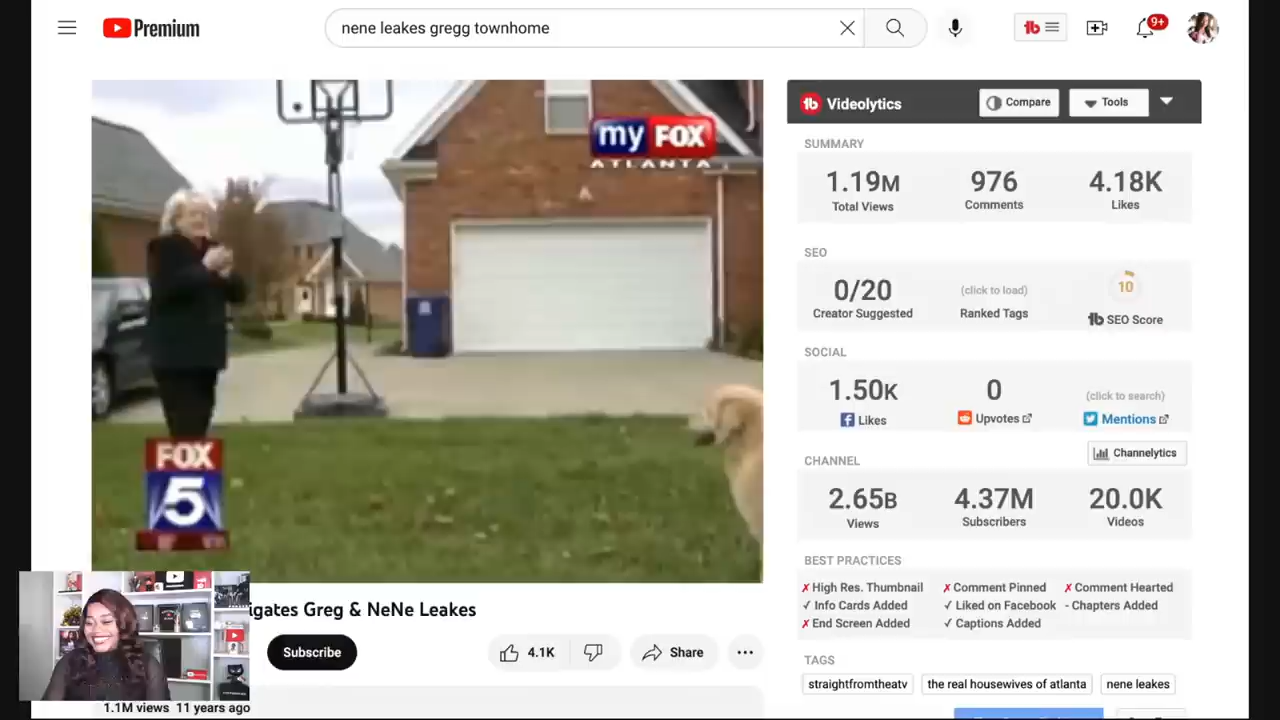 Premium
nene leakes gregg townhome
9+
my FOX
ATLANTA
FOX
5
gates Greg & NeNe Leakes
Subscribe
4.1K
Share
1.1M views 11 years ago
Videolytics
Compare
Tools
SUMMARY
1.19M
976
4.18K
Total Views
Comments
Likes
SEO
0/20
(click to load)
10
Creator Suggested
Ranked Tags
SEO Score
SOCIAL
1.50K
0
(click to search)
Likes
Upvotes
Mentions
CHANNEL
Channelytics
2.65B
4.37M
20.0K
Views
Subscribers
Videos
BEST PRACTICES
✗ High Res. Thumbnail ✗ Comment Pinned ✗ Comment Hearted
✓ Info Cards Added ✓ Liked on Facebook - Chapters Added
✗ End Screen Added ✓ Captions Added
TAGS
straightfromtheatv
the real housewives of atlanta
nene leakes